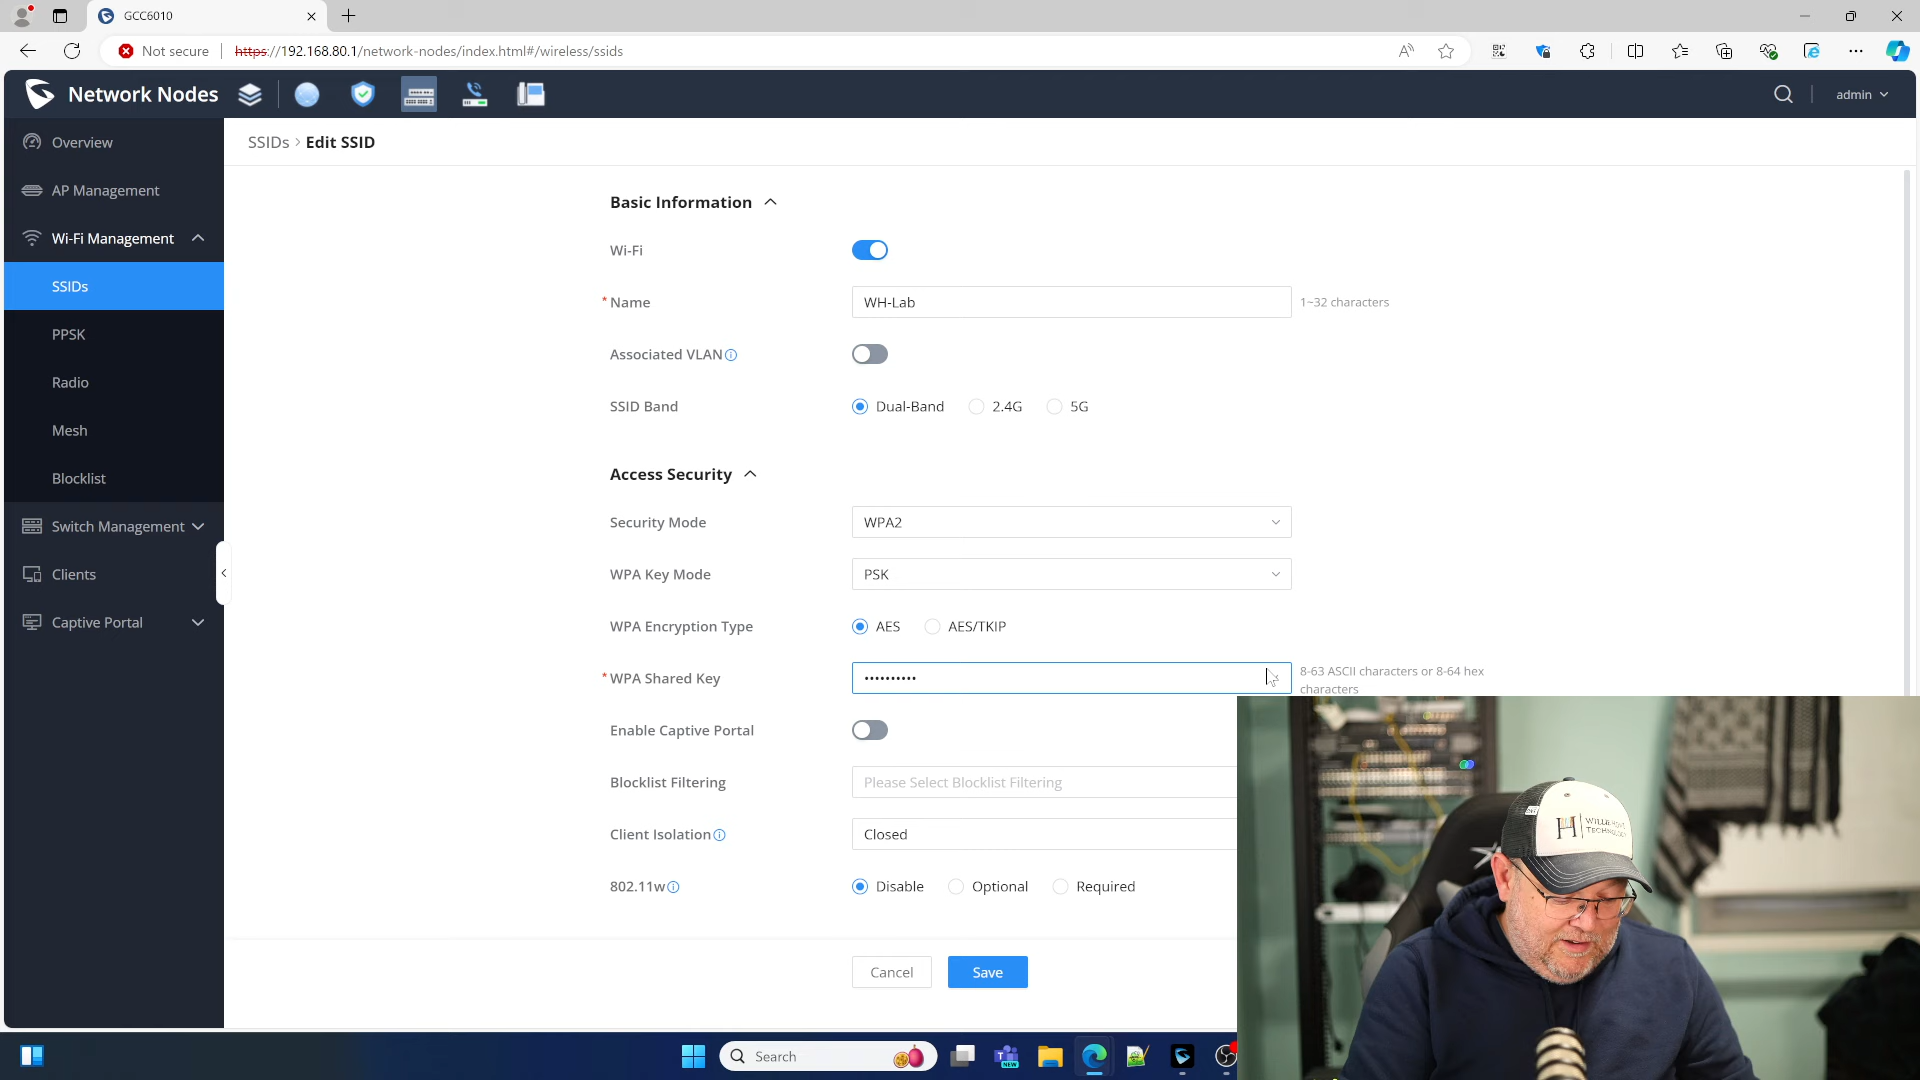 GCC6010
Not secure
https://192.168.80.1/network-nodes/index.html#/wireless/ssids
Network Nodes
admin
Overview
AP Management
Wi-Fi Management
SSIDs
PPSK
Radio
Mesh
Blocklist
Switch Management
Clients
Captive Portal
SSIDs > Edit SSID
Basic Information
Wi-Fi
* Name
WH-Lab
1~32 characters
Associated VLAN
SSID Band
Dual-Band
2.4G
5G
Access Security
Security Mode
WPA2
WPA Key Mode
PSK
WPA Encryption Type
AES
AES/TKIP
* WPA Shared Key
••••••••••
8-63 ASCII characters or 8-64 hex
characters
Enable Captive Portal
Blocklist Filtering
Please Select Blocklist Filtering
Client Isolation
Closed
802.11w
Disable
Optional
Required
Cancel
Save
Search
NEW
H